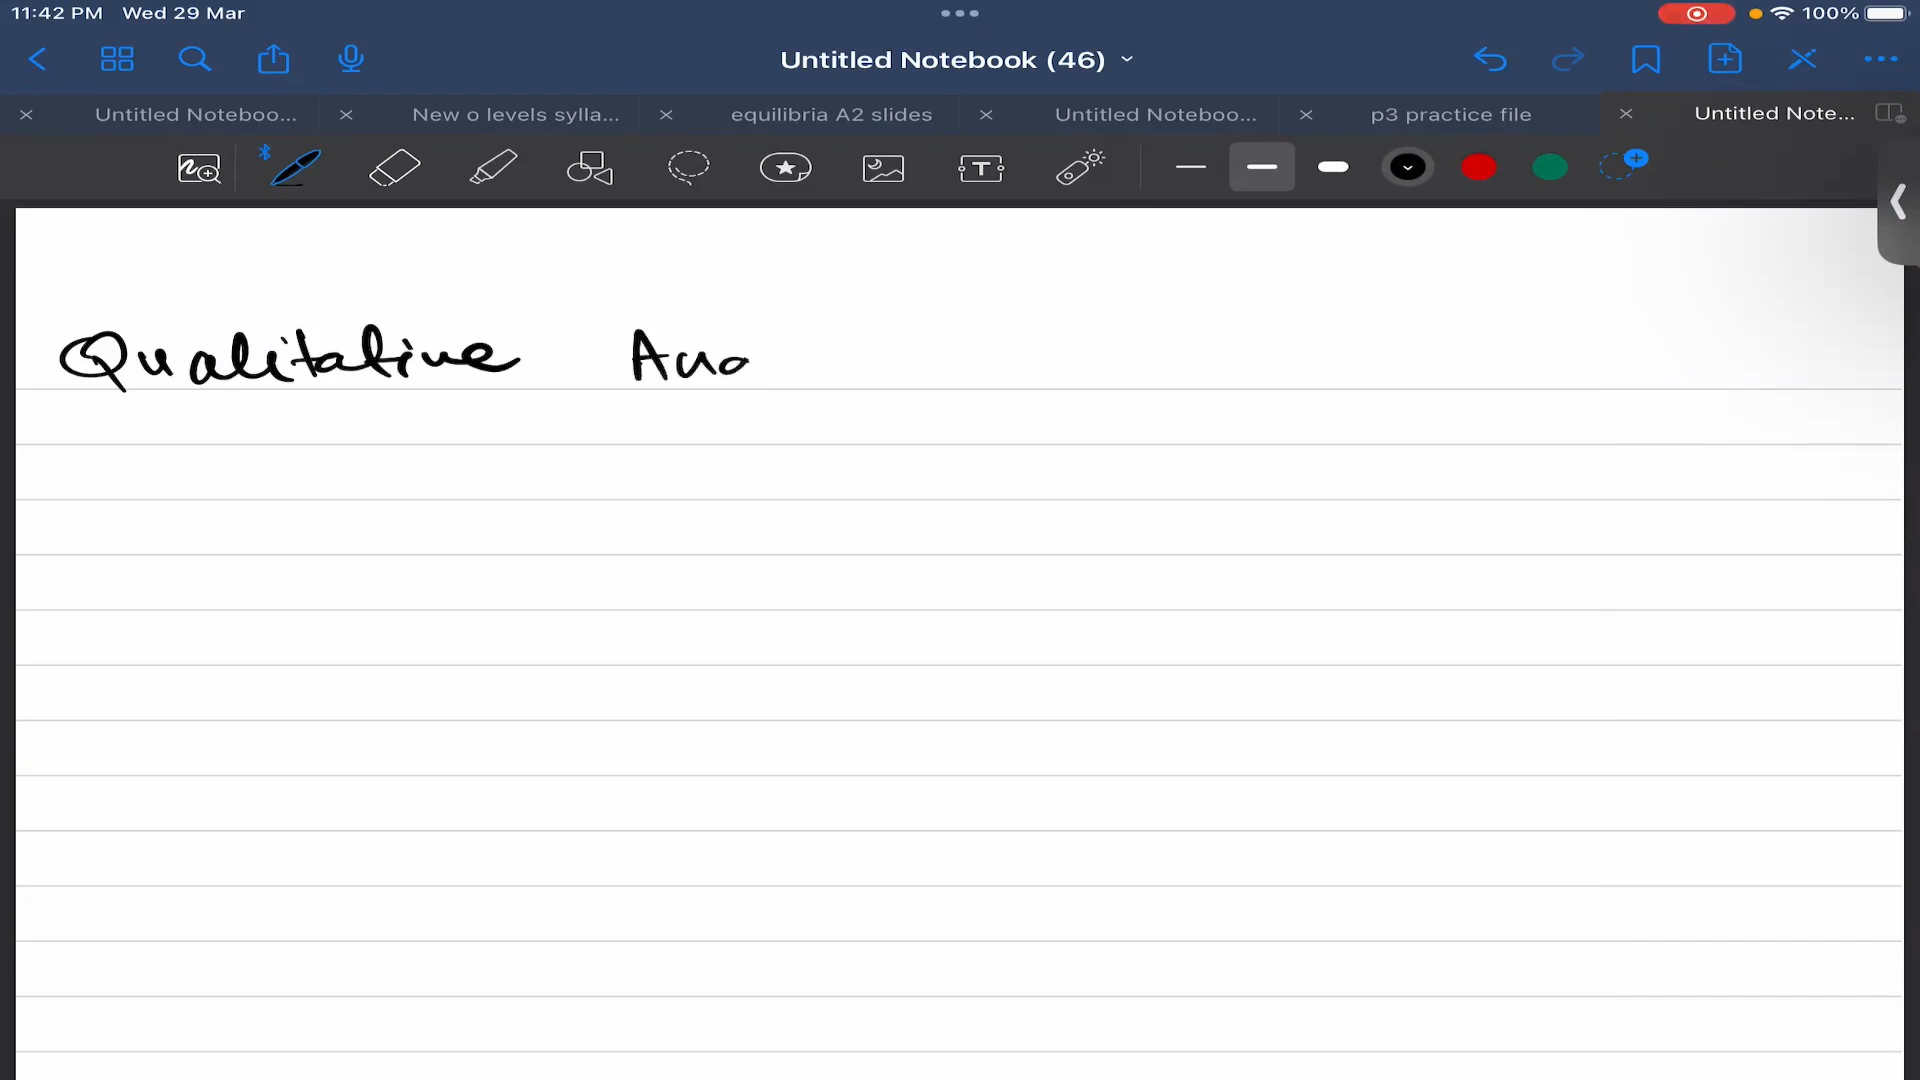 11:42 PM Wed 29 Mar
100%
Untitled Notebook (46)
Untitled Noteboo...
New o levels sylla...
equilibria A2 slides
Untitled Noteboo...
p3 practice file
Untitled Note...
T
Qualitative Ana